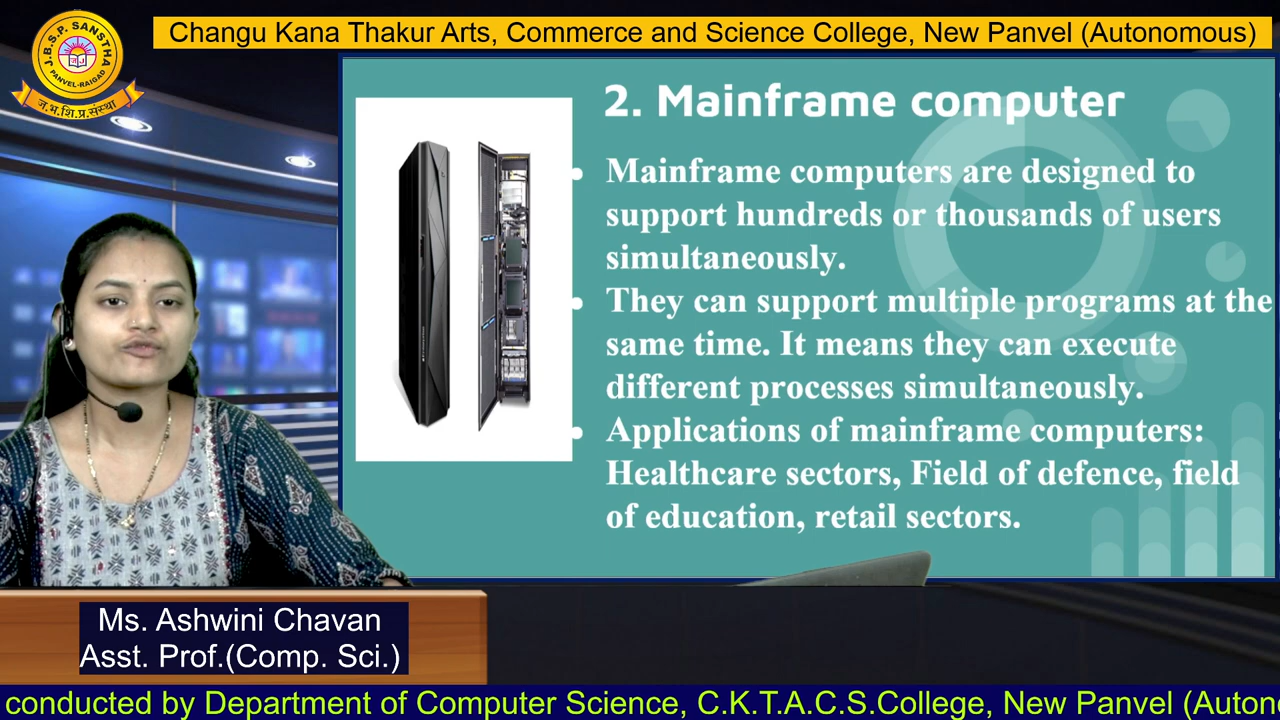 J.B.S.P. SANSTHA
PANVEL-RAIGAD
ज.भ.शि.प्र.संस्था
Changu Kana Thakur Arts, Commerce and Science College, New Panvel (Autonomous)
2. Mainframe computer
Mainframe computers are designed to
support hundreds or thousands of users
simultaneously.
They can support multiple programs at the
same time. It means they can execute
different processes simultaneously.
Applications of mainframe computers:
Healthcare sectors, Field of defence, field
of education, retail sectors.
Ms. Ashwini Chavan
Asst. Prof.(Comp. Sci.)
conducted by Department of Computer Science, C.K.T.A.C.S.College, New Panvel (Auton